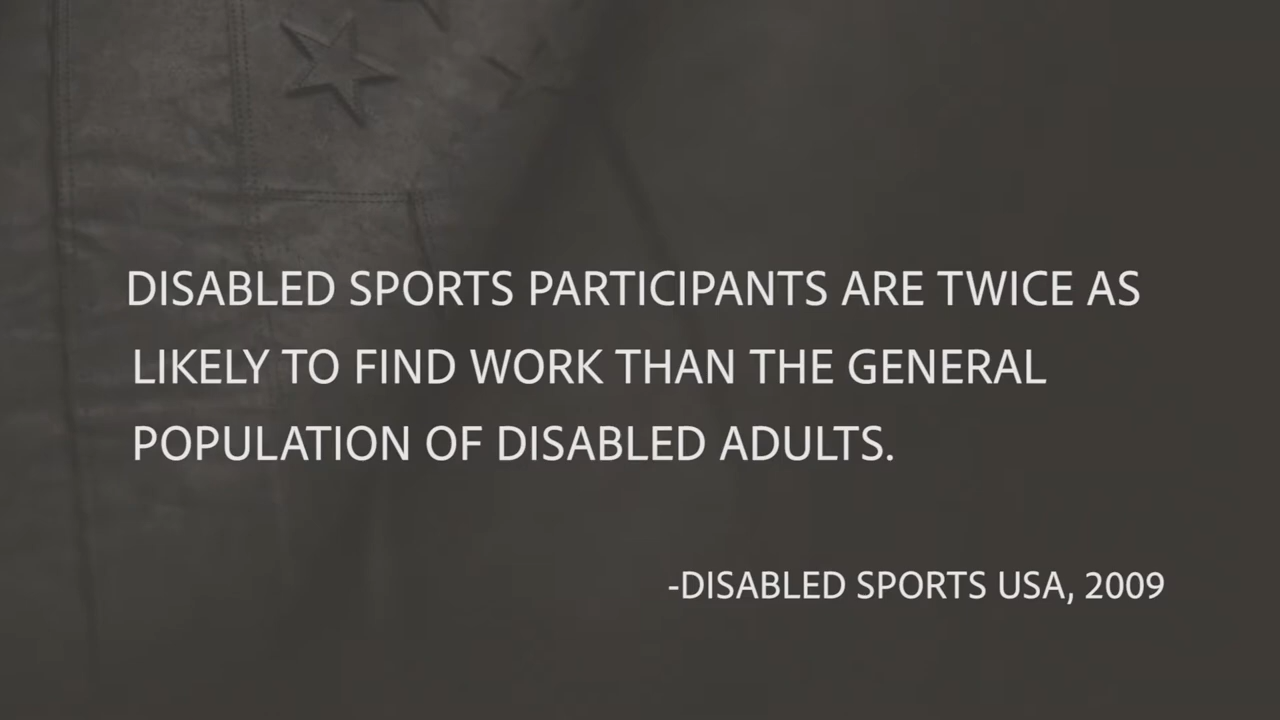 DISABLED SPORTS PARTICIPANTS ARE TWICE AS
LIKELY TO FIND WORK THAN THE GENERAL
POPULATION OF DISABLED ADULTS.
-DISABLED SPORTS USA, 2009